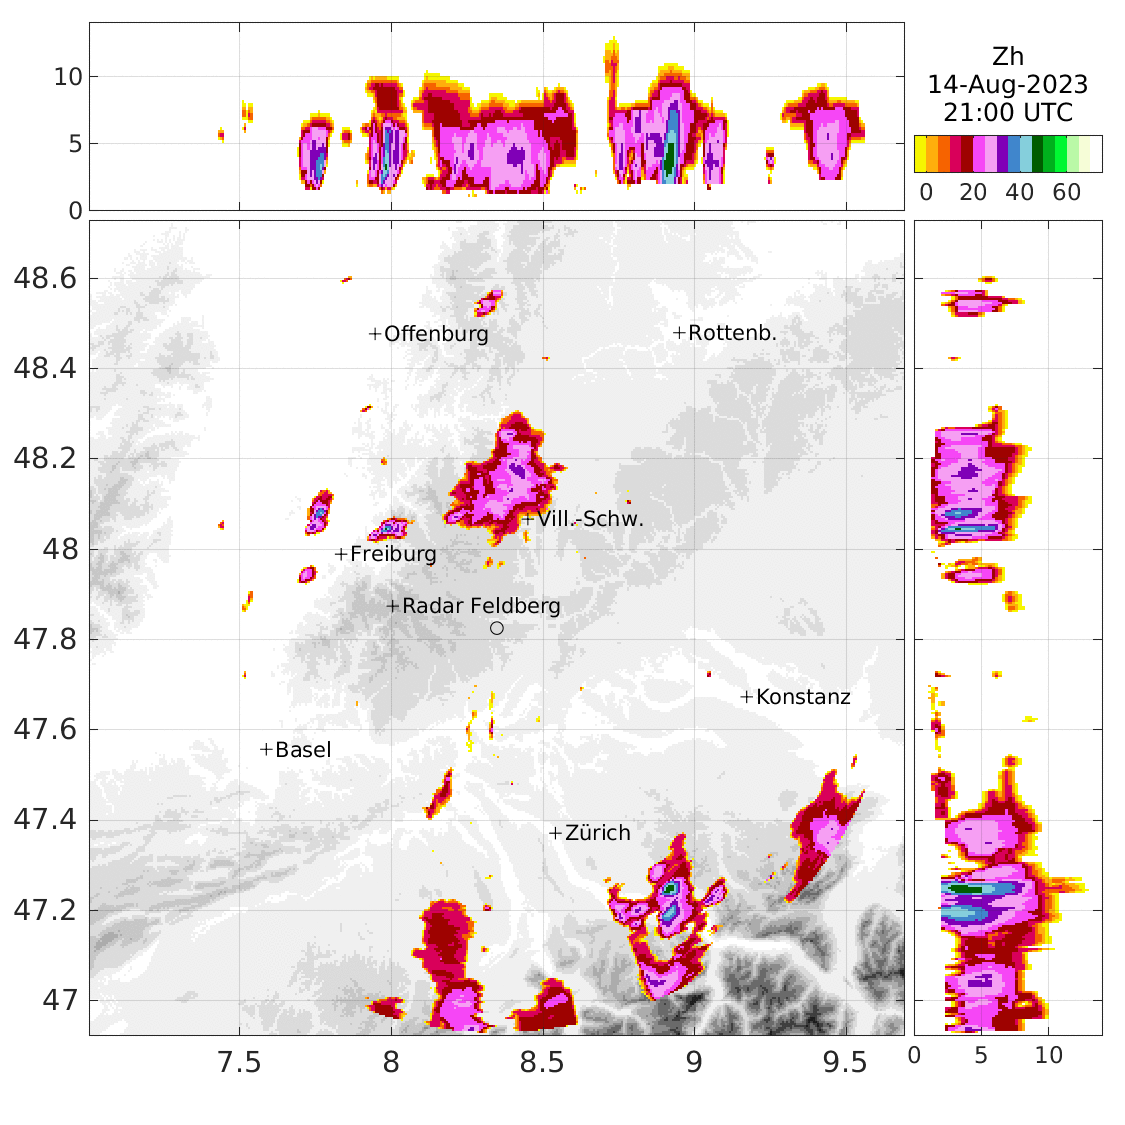 Zh
14-Aug-2023
21:00 UTC
0 20 40 60
10
5
0
48.6
48.4
48.2
48
47.8
47.6
47.4
47.2
47
+Offenburg
+Rottenb.
+Vill.-Schw.
+Freiburg
+Radar Feldberg
+Konstanz
+Basel
+Zürich
7.5 8 8.5 9 9.5
0 5 10